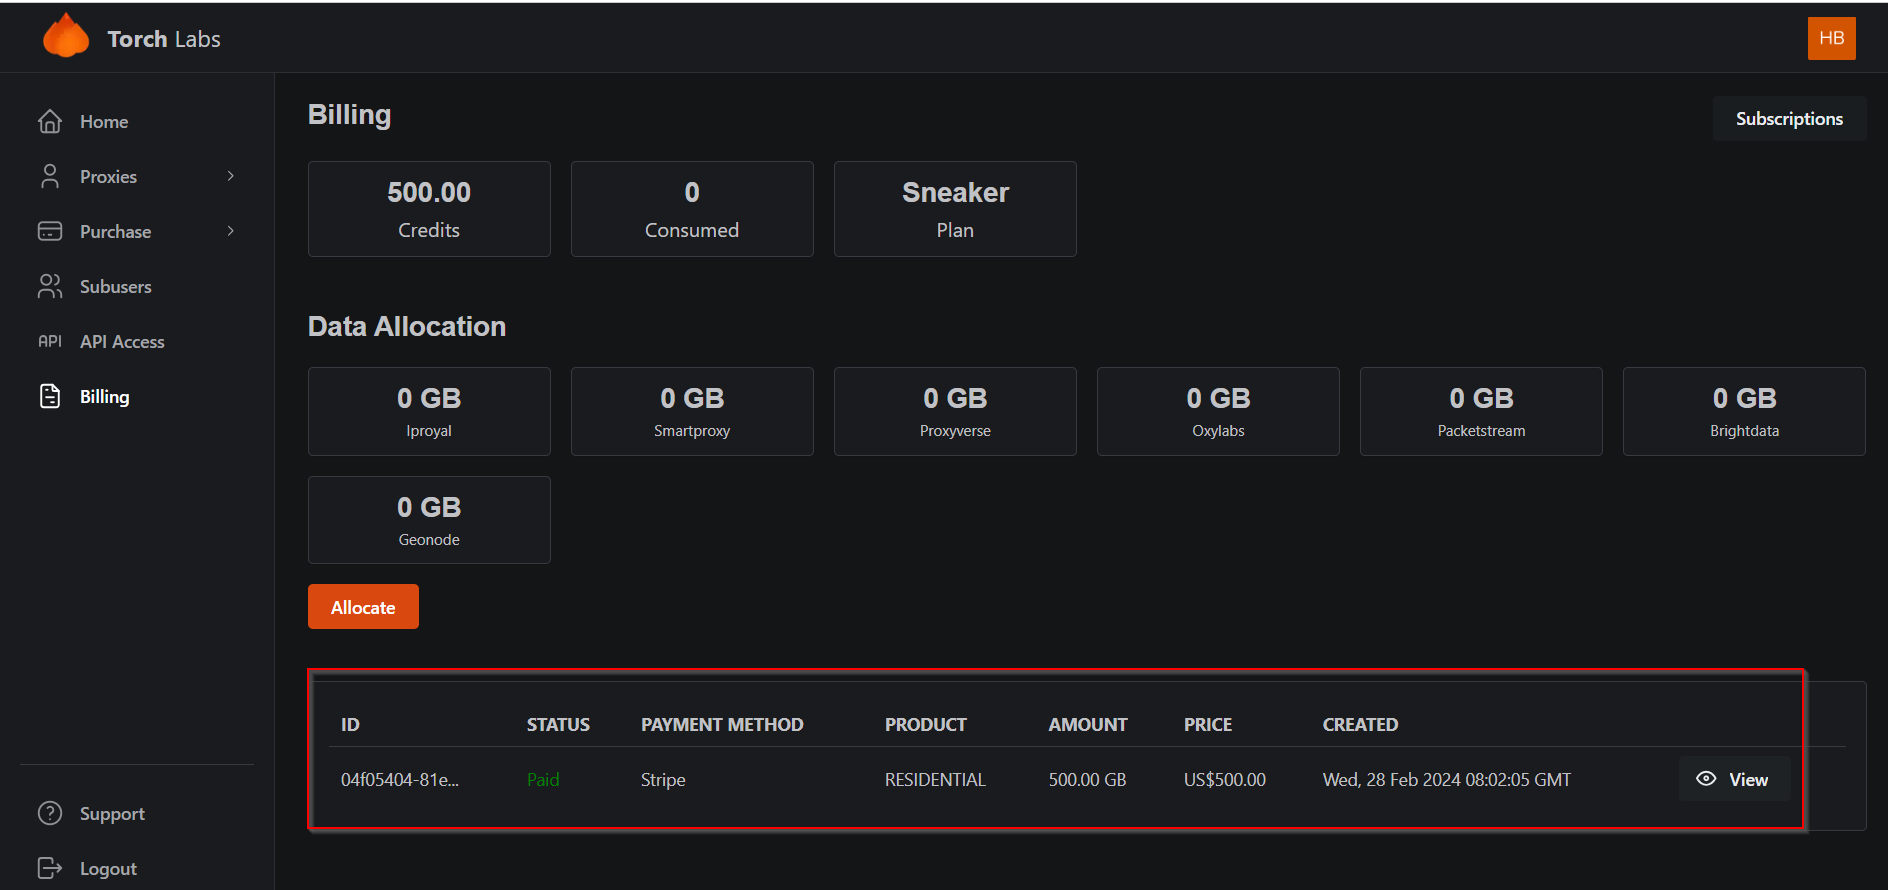 Torch Labs
HB
Home
Proxies
Purchase
Subusers
API API Access
Billing
Support
Logout
Billing
Subscriptions
500.00
Credits
0
Consumed
Sneaker
Plan
Data Allocation
0 GB
Iproyal
0 GB
Smartproxy
0 GB
Proxyverse
0 GB
Oxylabs
0 GB
Packetstream
0 GB
Brightdata
0 GB
Geonode
Allocate
ID STATUS PAYMENT METHOD PRODUCT AMOUNT PRICE CREATED
04f05404-81e... Paid Stripe RESIDENTIAL 500.00 GB US$500.00 Wed, 28 Feb 2024 08:02:05 GMT View